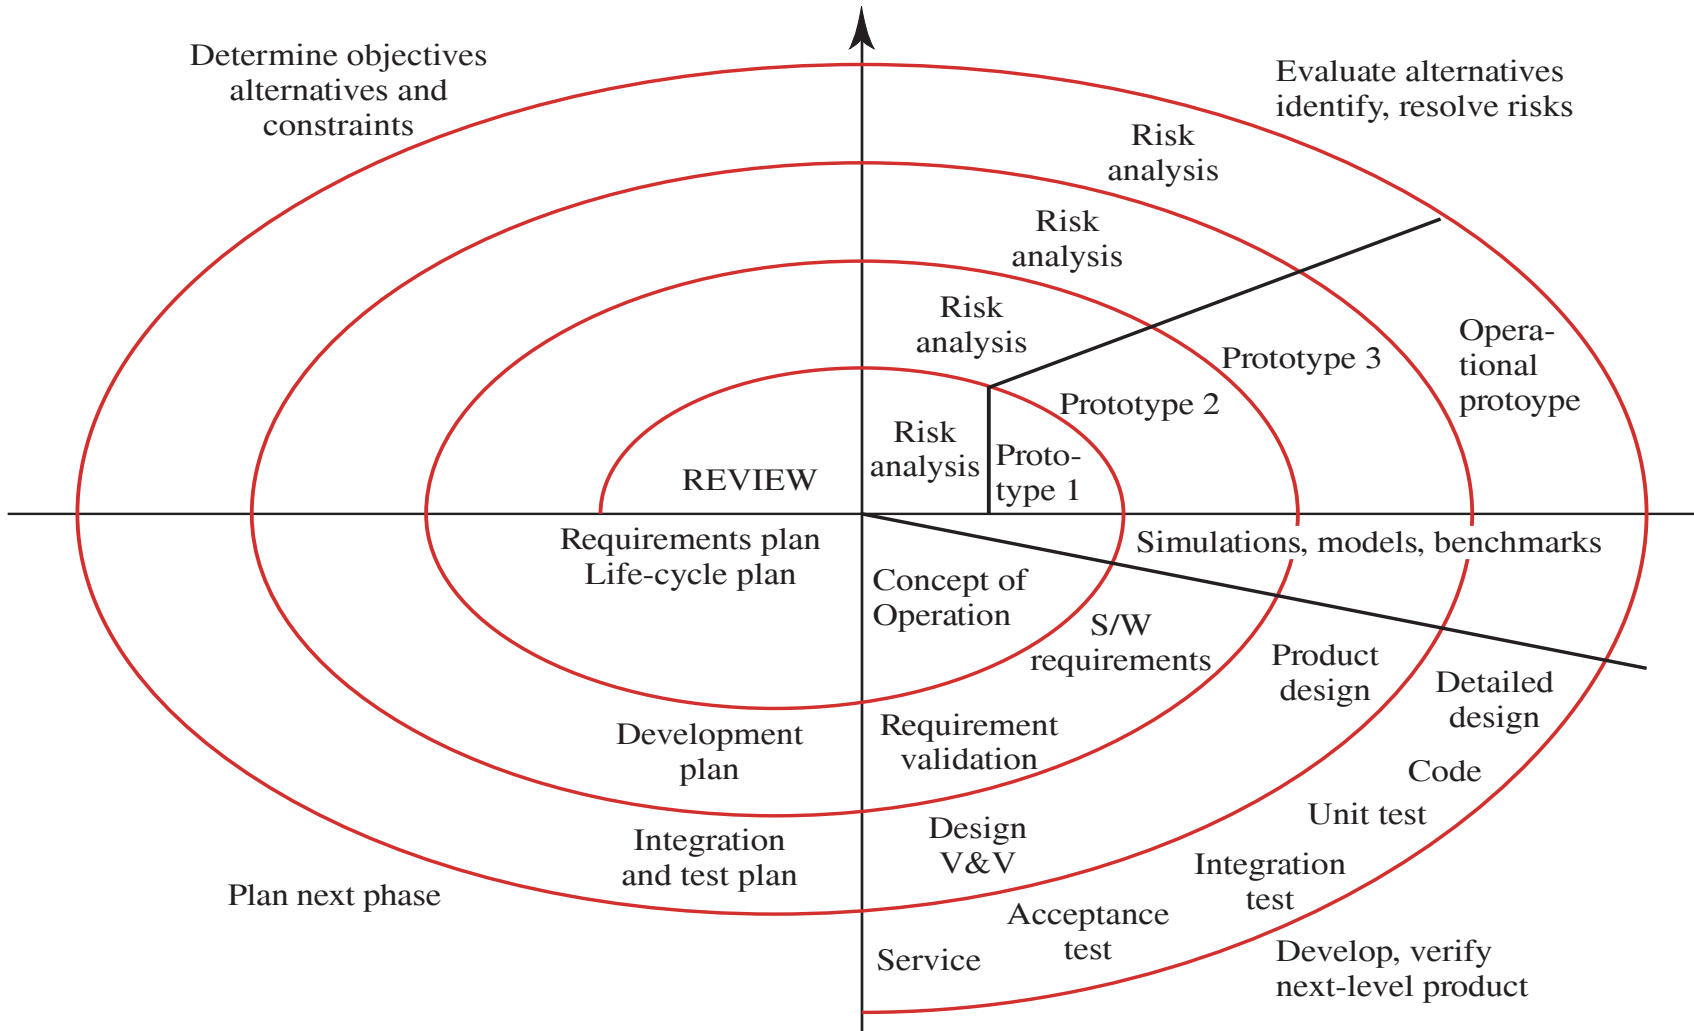 Determine objectives
alternatives and
constraints
Evaluate alternatives
identify, resolve risks
Risk
analysis
Risk
analysis
Risk
analysis
Risk
analysis
Opera-
tional
protoype
Prototype 3
Prototype 2
Proto-
type 1
REVIEW
Requirements plan
Life-cycle plan
Simulations, models, benchmarks
Concept of
Operation
S/W
requirements
Product
design
Detailed
design
Development
plan
Requirement
validation
Code
Unit test
Integration
and test plan
Design
V&V
Integration
test
Plan next phase
Acceptance
test
Service
Develop, verify
next-level product